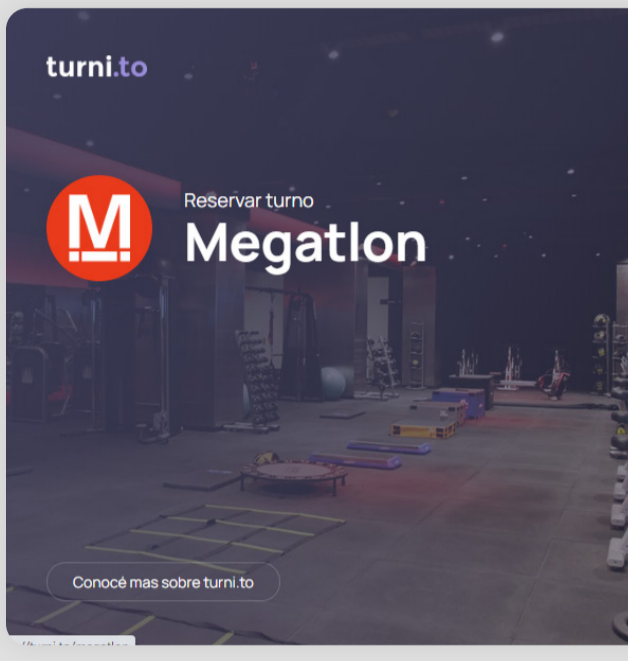 turni.to
M
Reservar turno
Megatlon
Conocé mas sobre turni.to